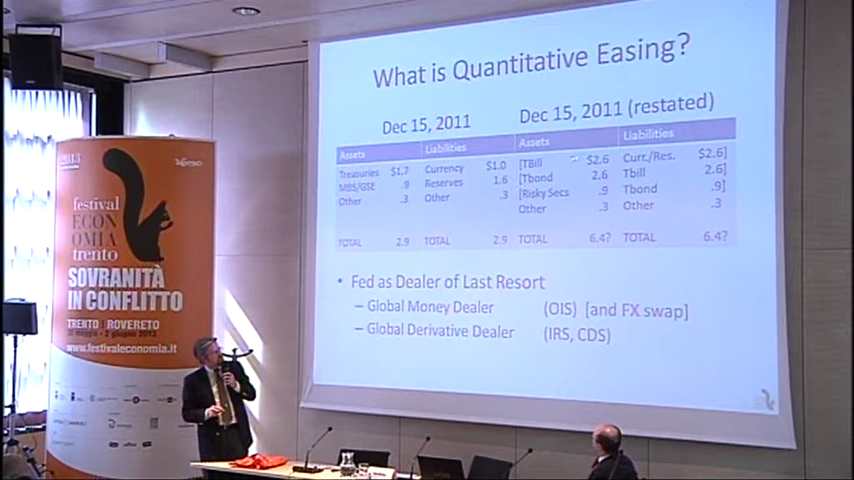 2013
TRENTINO
festival
ECON
OMIA
trento
SOVRANITÀ
IN CONFLITTO
TRENTO ROVERETO
www.festivaleconomia.it
What is Quantitative Easing?
Dec 15, 2011 Dec 15, 2011 (restated)
Assets Liabilities Assets Liabilities
Treasuries $1.7 Currency $1.0 [TBill $2.6 Curr./Res. $2.6]
MBS/GSE .9 Reserves 1.6 [Tbond 2.6 Tbill 2.6]
Other .3 Other .3 [Risky Secs .9 Tbond .9]
Other .3 Other .3
TOTAL 2.9 TOTAL 2.9 TOTAL 6.4? TOTAL 6.4?
• Fed as Dealer of Last Resort
– Global Money Dealer (OIS) [and FX swap]
– Global Derivative Dealer (IRS, CDS)